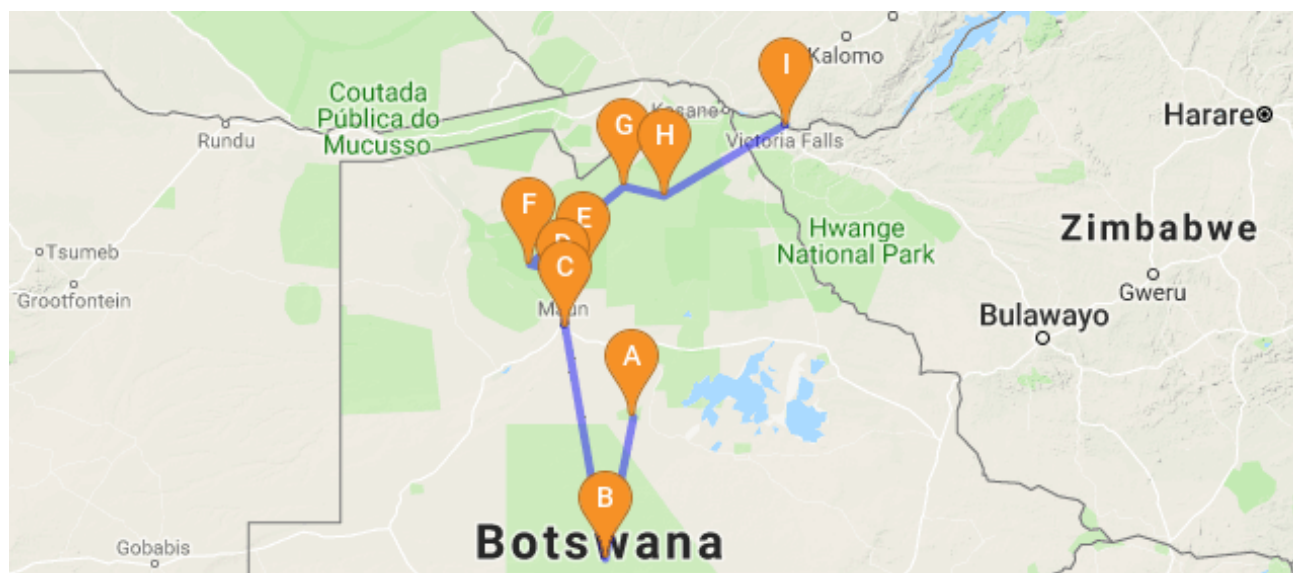 I
Kalomo
Coutada
Pública do
Mucusso
Kasane
G
H
Harare
Rundu
Victoria Falls
F
E
Hwange
National Park
Zimbabwe
Tsumeb
D
C
Grootfontein
Gweru
Maun
Bulawayo
A
B
Botswana
Gobabis